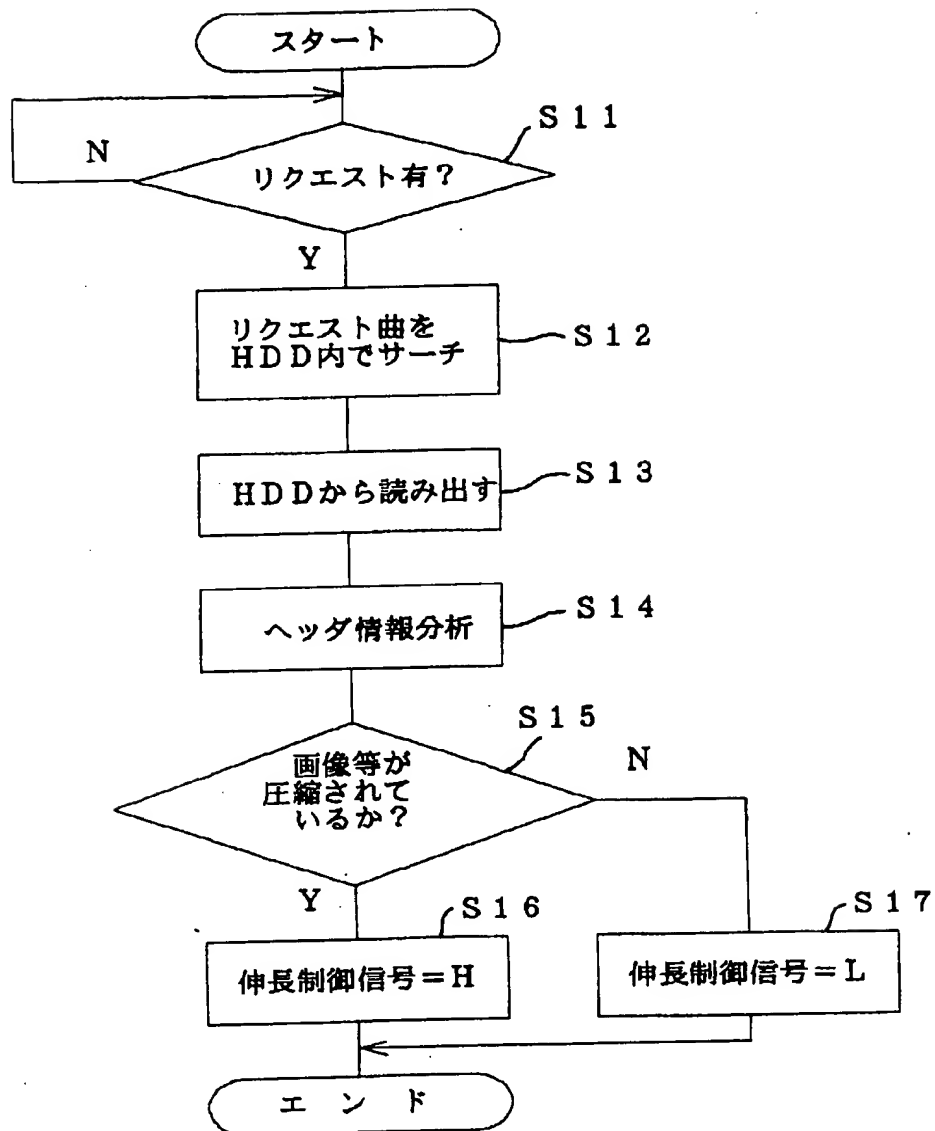 スタート
S11
N
リクエスト有?
Y
リクエスト曲を
HDD内でサーチ
S12
HDDから読み出す
S13
ヘッダ情報分析
S14
S15
画像等が
圧縮されて
いるか?
N
Y
S16
S17
伸長制御信号=H
伸長制御信号=L
エンド